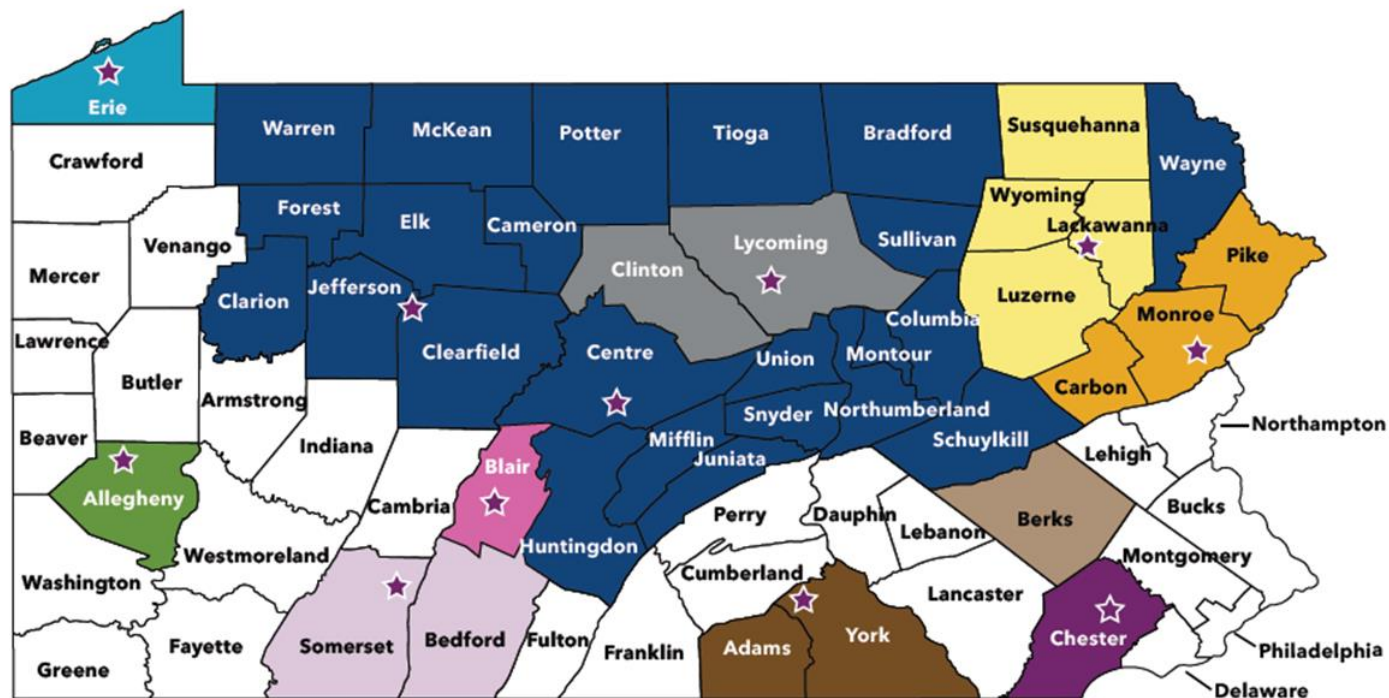 Erie
Warren
McKean
Potter
Tioga
Bradford
Susquehanna
Wayne
Crawford
Forest
Elk
Cameron
Wyoming
Lackawanna
Sullivan
Lycoming
Clinton
Venango
Mercer
Pike
Clarion
Jefferson
Luzerne
Monroe
Columbia
Lawrence
Clearfield
Centre
Union
Montour
Butler
Carbon
Armstrong
Snyder
Northumberland
Northampton
Beaver
Indiana
Mifflin
Juniata
Schuylkill
Lehigh
Blair
Allegheny
Cambria
Perry
Dauphin
Lebanon
Berks
Bucks
Huntingdon
Westmoreland
Montgomery
Washington
Cumberland
Lancaster
Somerset
Bedford
Fulton
Franklin
Adams
York
Chester
Fayette
Philadelphia
Greene
Delaware